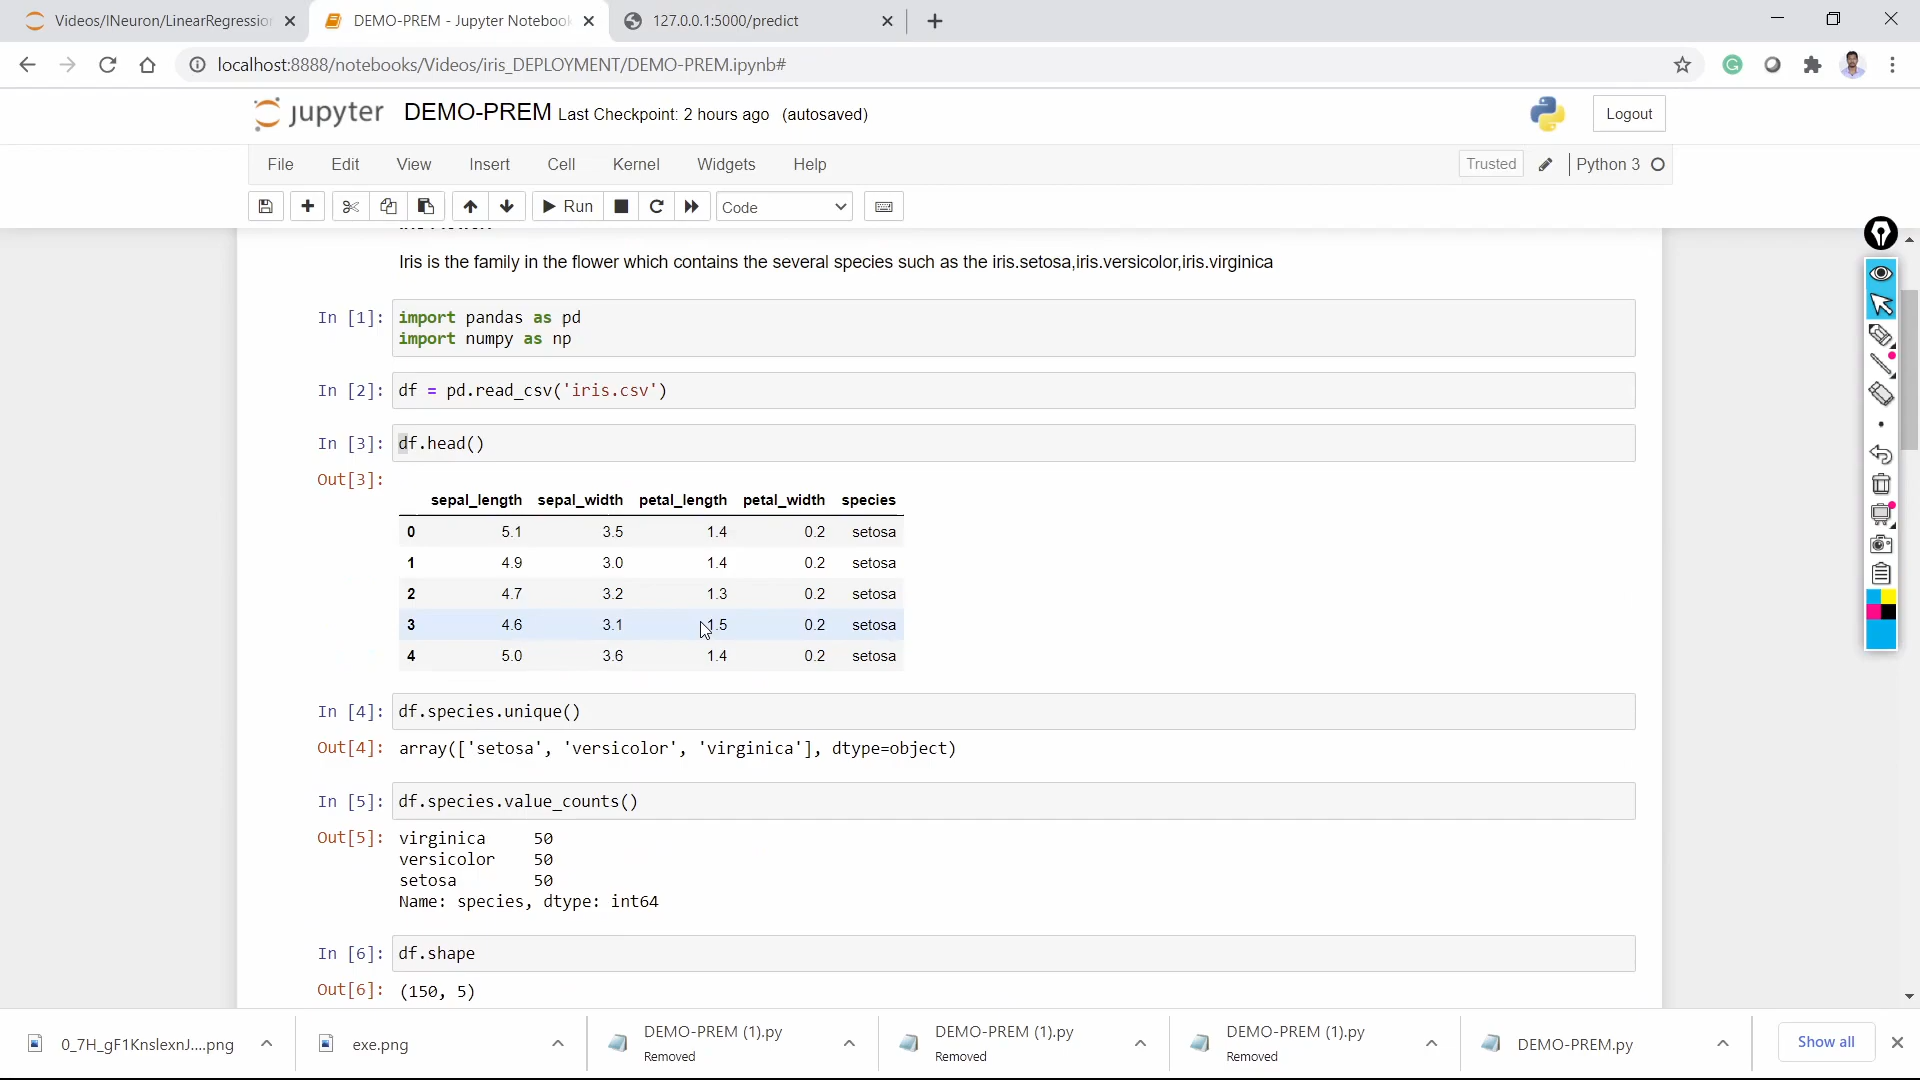 Videos/INeuron/LinearRegression
DEMO-PREM - Jupyter Notebook
127.0.0.1:5000/predict
localhost:8888/notebooks/Videos/iris_DEPLOYMENT/DEMO-PREM.ipynb#
jupyter DEMO-PREM Last Checkpoint: 2 hours ago (autosaved)
Logout
File Edit View Insert Cell Kernel Widgets Help
Trusted
Python 3
Run
Code
Iris is the family in the flower which contains the several species such as the iris.setosa,iris.versicolor,iris.virginica
In [1]: import pandas as pd
import numpy as np
In [2]: df = pd.read_csv('iris.csv')
In [3]: df.head()
Out[3]:
sepal_length sepal_width petal_length petal_width species
0 5.1 3.5 1.4 0.2 setosa
1 4.9 3.0 1.4 0.2 setosa
2 4.7 3.2 1.3 0.2 setosa
3 4.6 3.1 1.5 0.2 setosa
4 5.0 3.6 1.4 0.2 setosa
In [4]: df.species.unique()
Out[4]: array(['setosa', 'versicolor', 'virginica'], dtype=object)
In [5]: df.species.value_counts()
Out[5]: virginica 50
versicolor 50
setosa 50
Name: species, dtype: int64
In [6]: df.shape
Out[6]: (150, 5)
0_7H_gF1KnslexnJ....png
exe.png
DEMO-PREM (1).py
Removed
DEMO-PREM (1).py
Removed
DEMO-PREM (1).py
Removed
DEMO-PREM.py
Show all